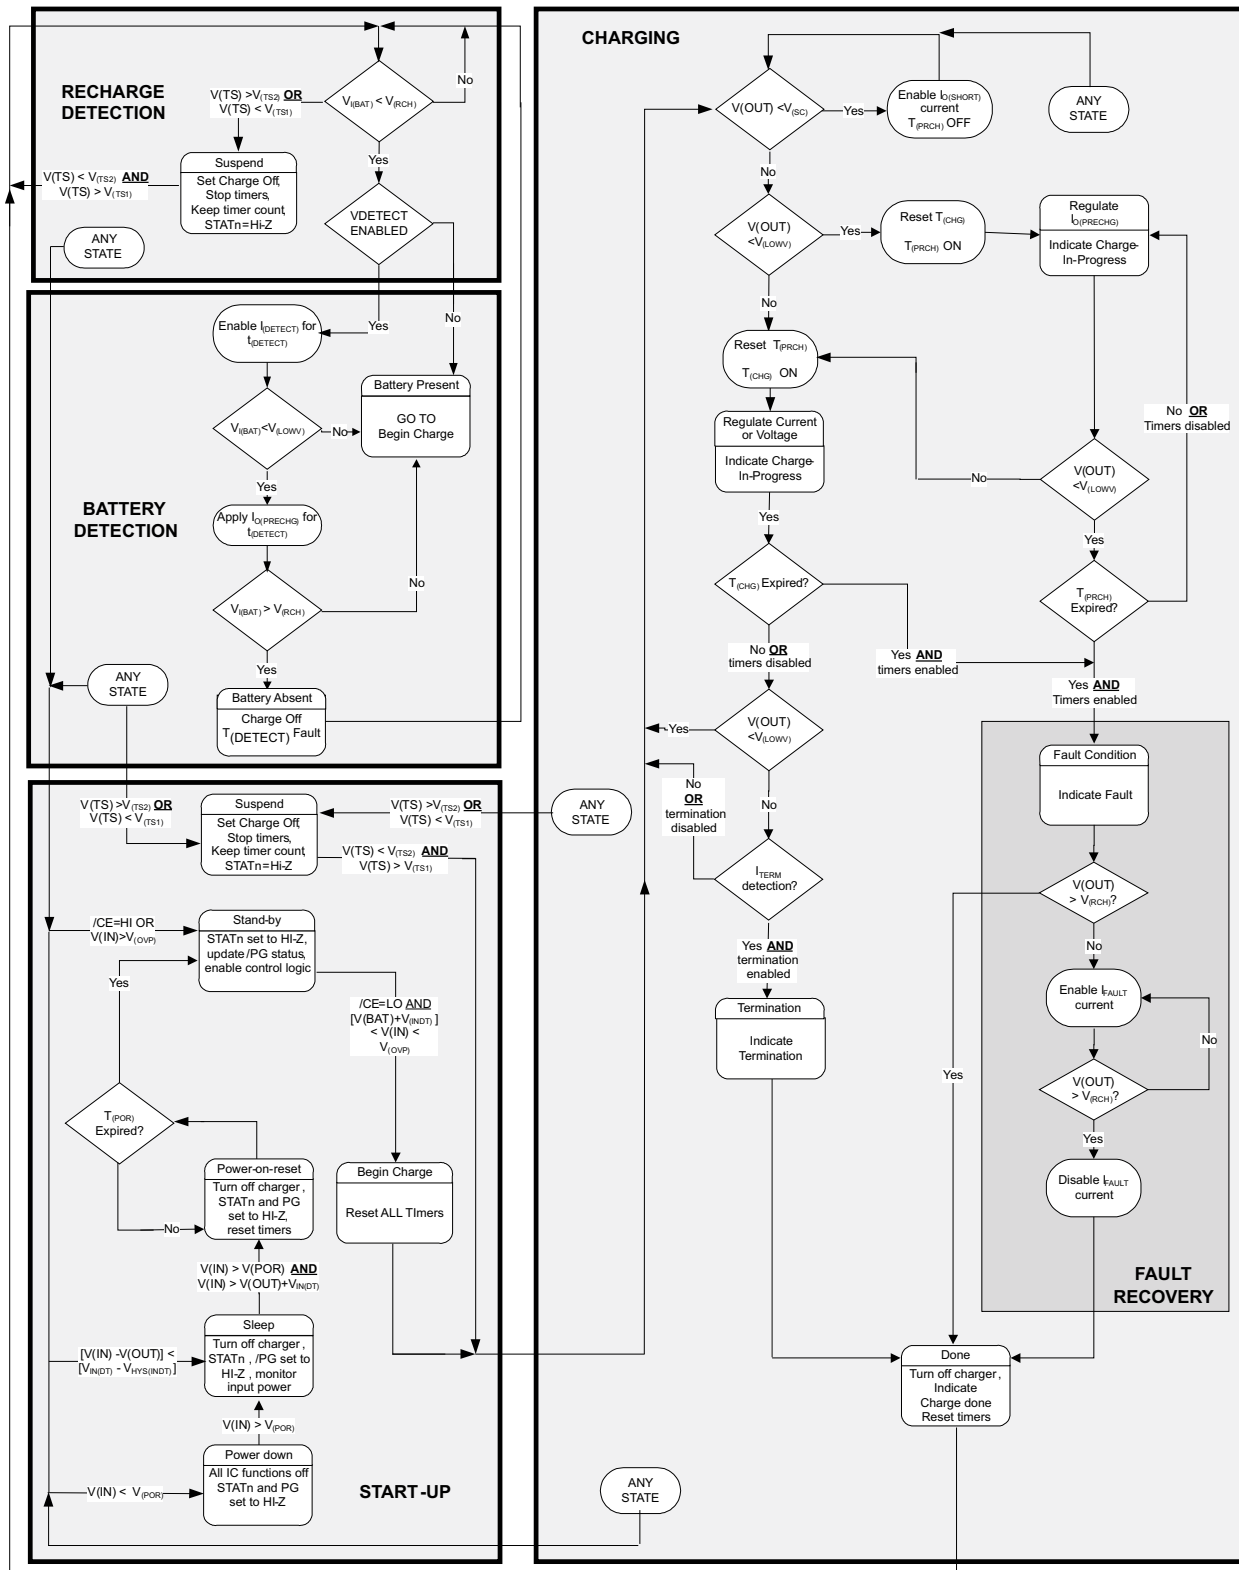 RECHARGE
DETECTION
V(TS) >V(TS2) OR
V(TS) < V(TS1)
VI(BAT) < V(RCH)
No
Yes
Suspend
Set Charge Off,
Stop timers,
Keep timer count,
STATn=Hi-Z
V(TS) < V(TS2) AND
V(TS) > V(TS1)
VDETECT
ENABLED
ANY
STATE
Yes
No
BATTERY
DETECTION
Enable I(DETECT) for
t(DETECT)
VI(BAT)<V(LOWV)
No
Yes
Battery Present
GO TO
Begin Charge
Apply IO(PRECHG) for
t(DETECT)
VI(BAT) > V(RCH)
No
Yes
Battery Absent
Charge Off
T(DETECT) Fault
ANY
STATE
V(TS) >V(TS2) OR
V(TS) < V(TS1)
Suspend
Set Charge Off,
Stop timers,
Keep timer count,
STATn=Hi-Z
V(TS) >V(TS2) OR
V(TS) < V(TS1)
V(TS) < V(TS2) AND
V(TS) > V(TS1)
ANY
STATE
/CE=HI OR
V(IN)>V(OVP)
Stand-by
STATn set to HI-Z,
update /PG status,
enable control logic
Yes
/CE=LO AND
[V(BAT)+V(INDT) ]
< V(IN) <
V(OVP)
T(POR)
Expired?
No
Power-on-reset
Turn off charger ,
STATn and PG
set to HI-Z,
reset timers
Begin Charge
Reset ALL TImers
V(IN) > V(POR) AND
V(IN) > V(OUT)+VIN(DT)
Sleep
Turn off charger ,
STATn , /PG set to
HI-Z , monitor
input power
[V(IN) -V(OUT)] <
[VIN(DT) - VHYS(INDT)]
V(IN) > V(POR)
Power down
All IC functions off
STATn and PG
set to HI-Z
V(IN) < V(POR)
START-UP
CHARGING
V(OUT) <V(SC)
Yes
Enable IO(SHORT)
current
T(PRCH) OFF
ANY
STATE
No
V(OUT)
<V(LOWV)
Yes
Reset T(CHG)
T(PRCH) ON
Regulate
IO(PRECHG)
Indicate Charge-
In-Progress
No
Reset T(PRCH)
T(CHG) ON
Regulate Current
or Voltage
Indicate Charge-
In-Progress
No
V(OUT)
<V(LOWV)
No OR
Timers disabled
Yes
Yes
T(CHG) Expired?
T(PRCH)
Expired?
No OR
timers disabled
Yes AND
timers enabled
Yes AND
Timers enabled
V(OUT)
<V(LOWV)
Yes
No
No
OR
termination
disabled
ITERM
detection?
Yes AND
termination
enabled
Termination
Indicate
Termination
Fault Condition
Indicate Fault
V(OUT)
> V(RCH)?
No
Yes
Enable IFAULT
current
No
V(OUT)
> V(RCH)?
Yes
Disable IFAULT
current
FAULT
RECOVERY
Done
Turn off charger ,
Indicate
Charge done
Reset timers
ANY
STATE